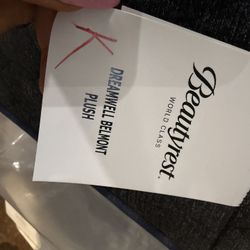 K
DREAMWELL BELMONT
PLUSH
Beautyrest®
WORLD CLASS